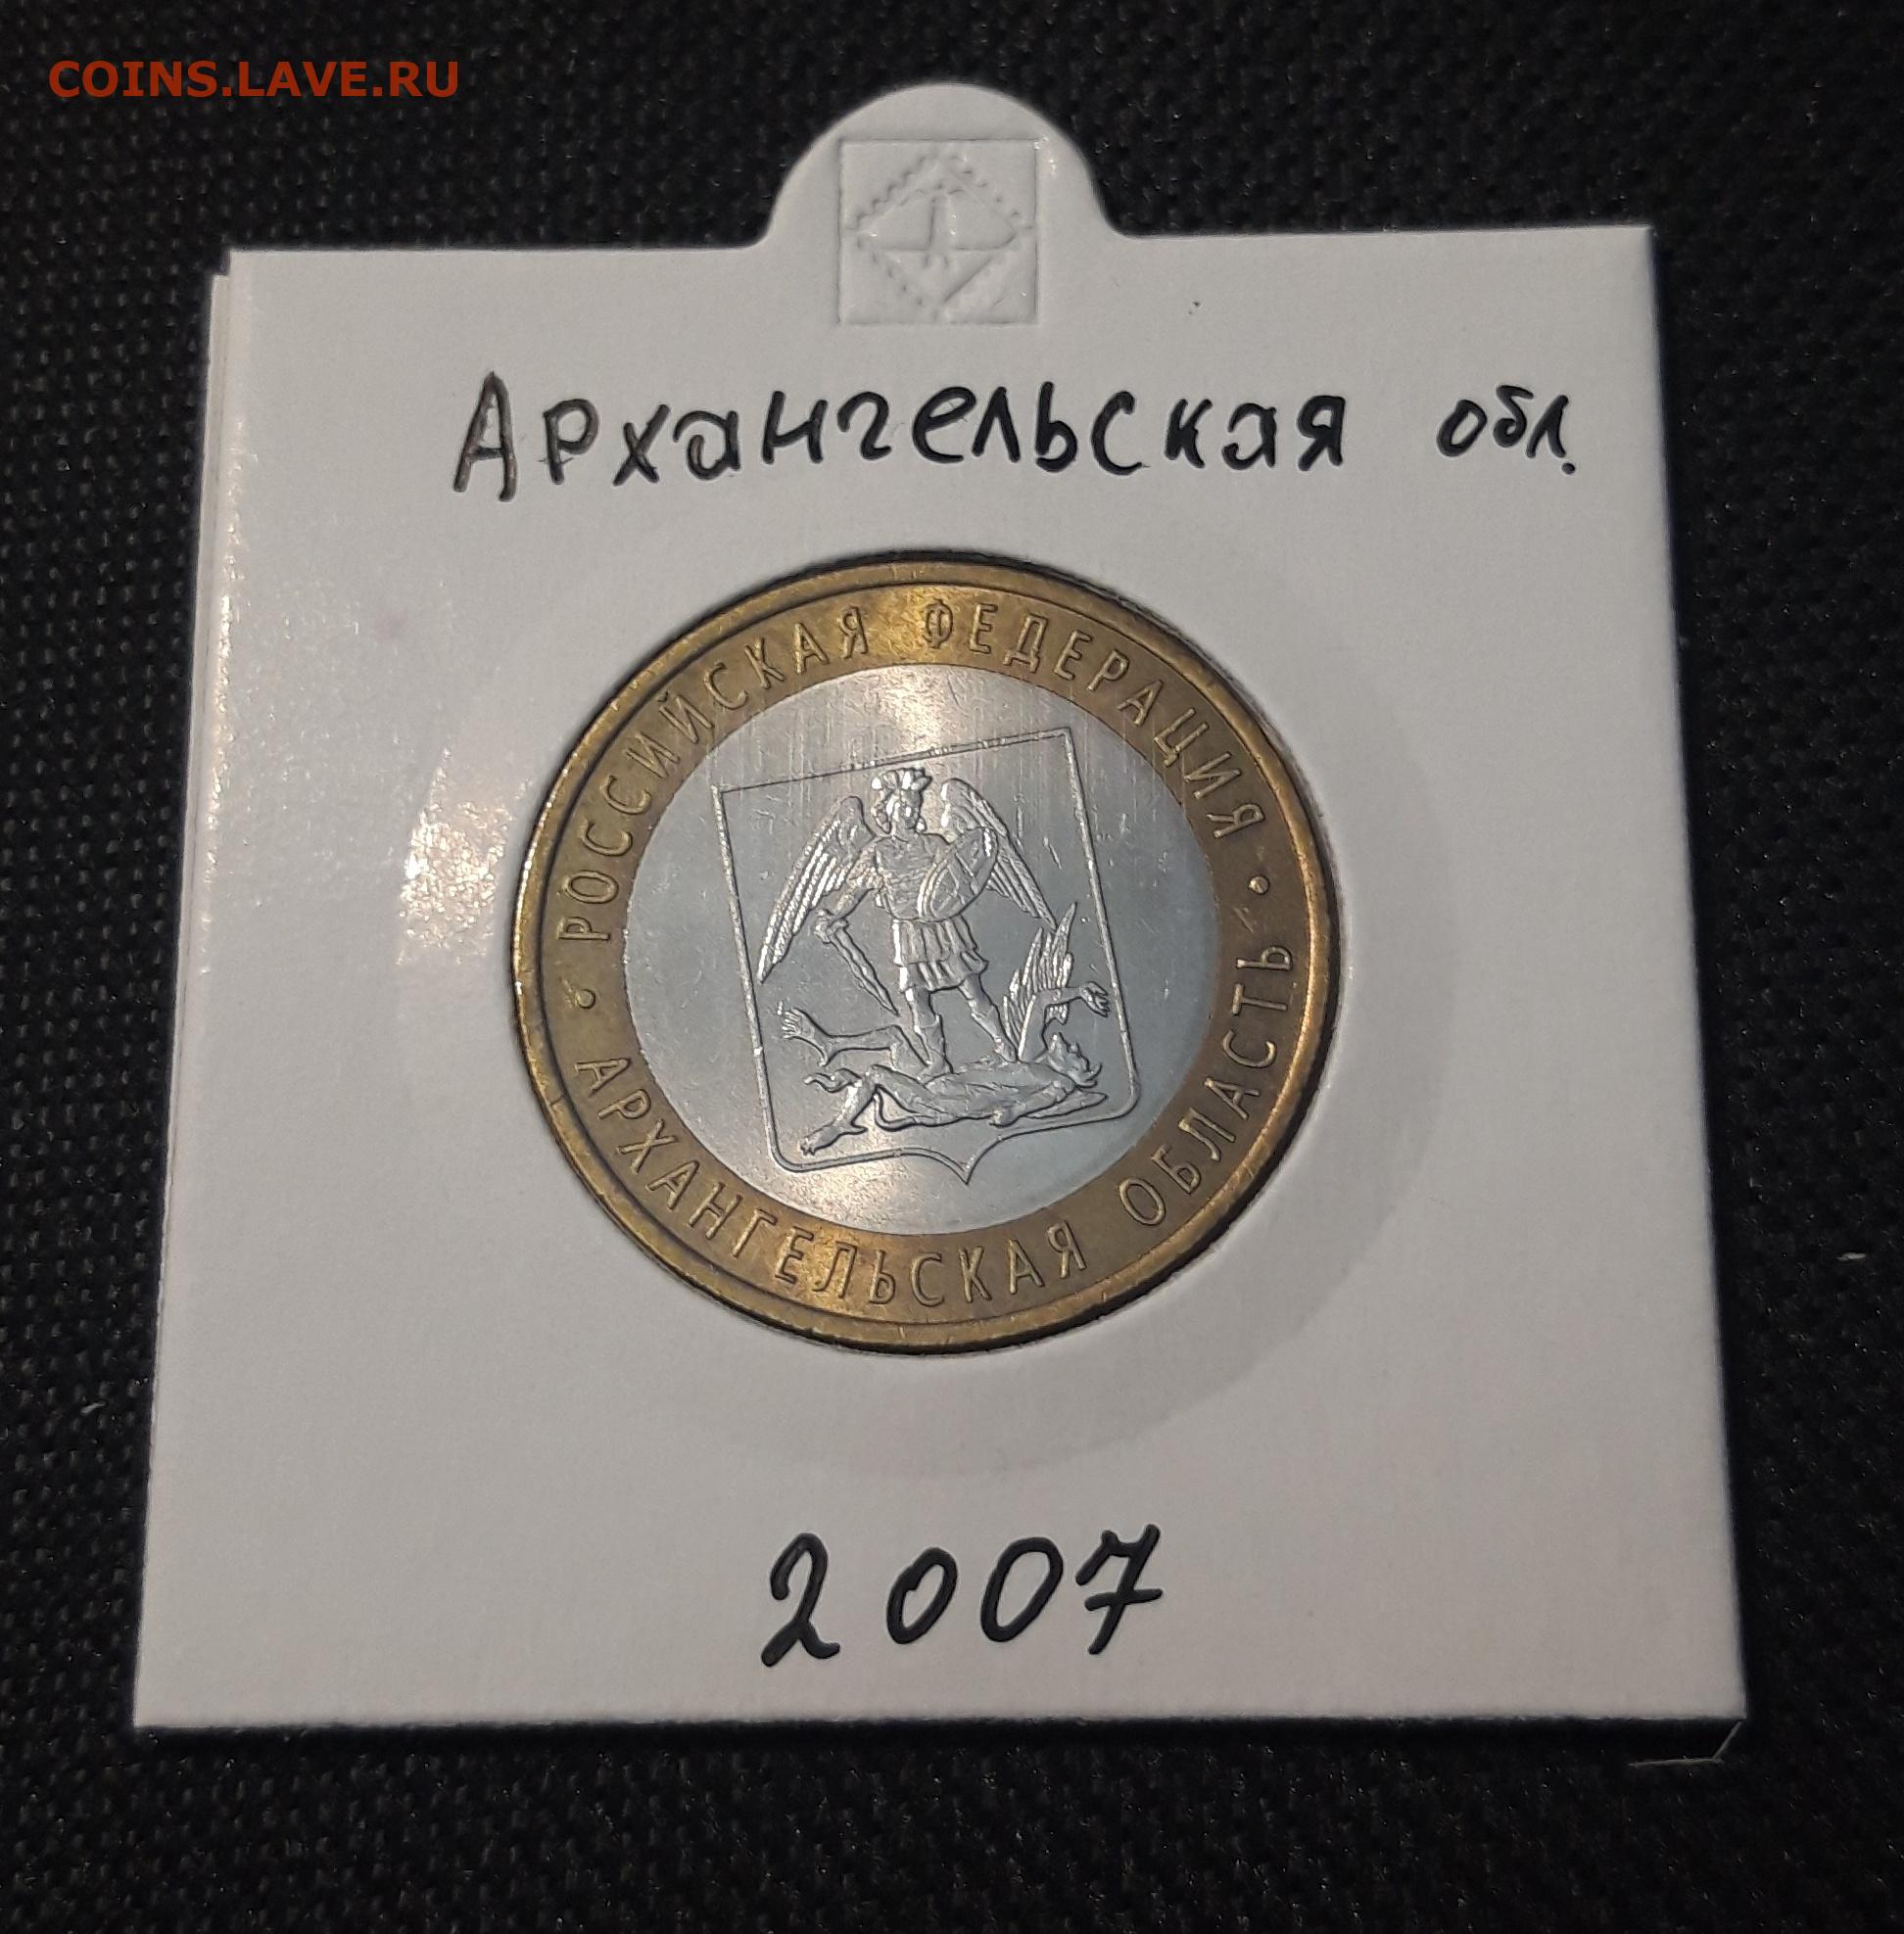 COINS.LAVE.RU
Архангельская обл.
• РОССИЙСКАЯ ФЕДЕРАЦИЯ •
АРХАНГЕЛЬСКАЯ ОБЛАСТЬ
2007